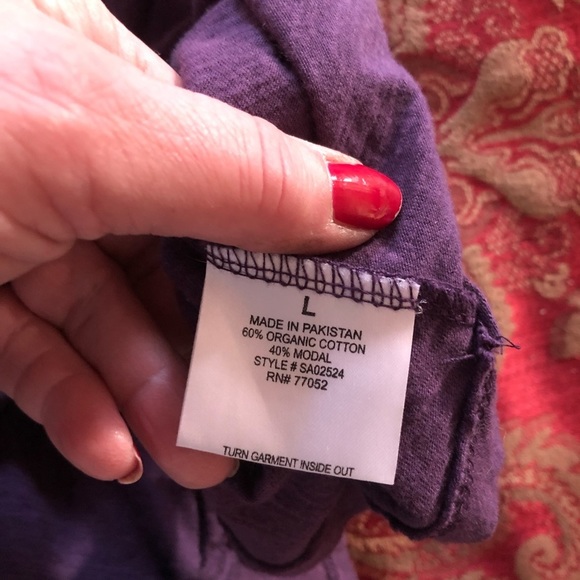 L
MADE IN PAKISTAN
60% ORGANIC COTTON
40% MODAL
STYLE # SA02524
RN# 77052
TURN GARMENT INSIDE OUT